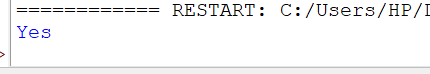 ============ RESTART: C:/Users/HP/
Yes
>